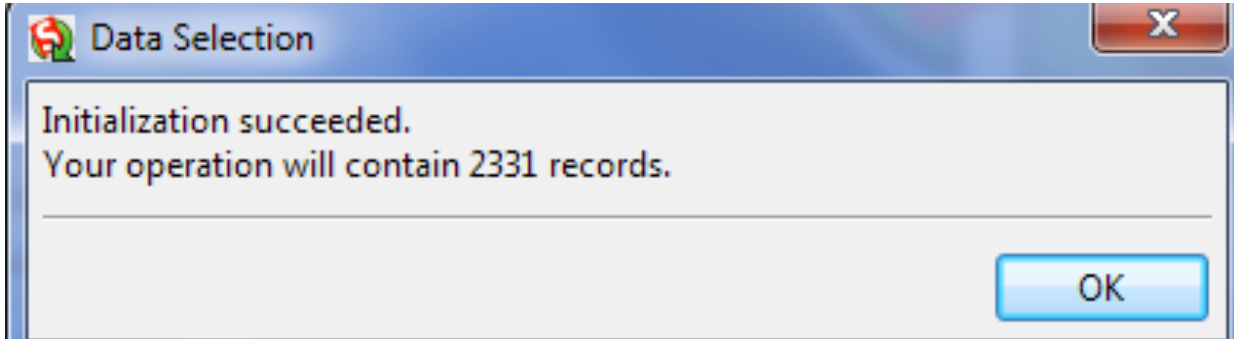 Data Selection
Initialization succeeded.
Your operation will contain 2331 records.
OK